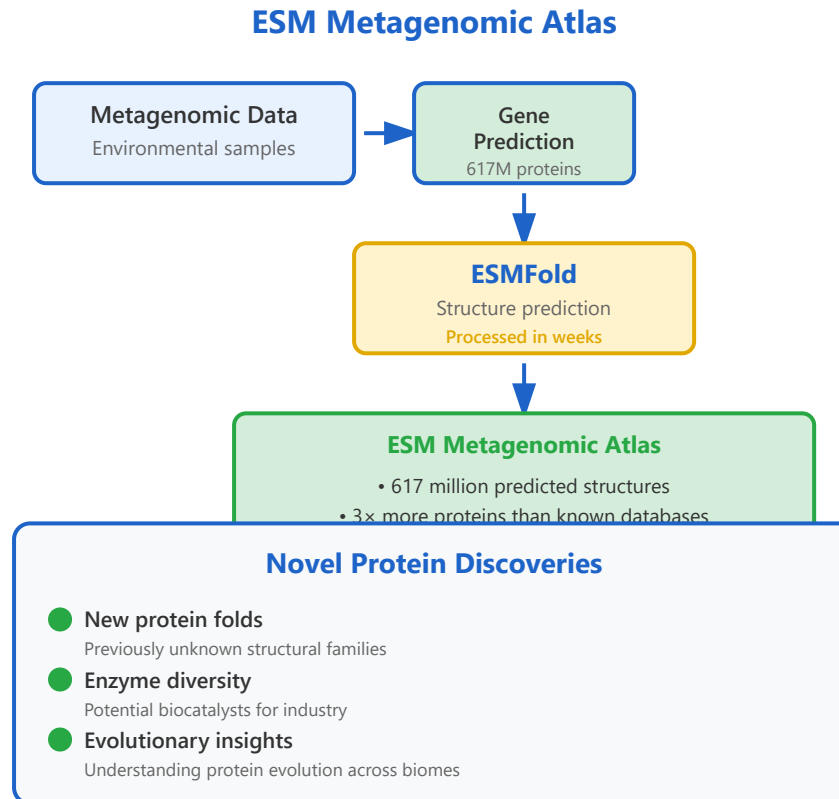 ESM Metagenomic Atlas
Metagenomic Data
Environmental samples
Gene
Prediction
617M proteins
ESMFold
Structure prediction
Processed in weeks
ESM Metagenomic Atlas
• 617 million predicted structures
• 3× more proteins than known databases
Novel Protein Discoveries
New protein folds
Previously unknown structural families
Enzyme diversity
Potential biocatalysts for industry
Evolutionary insights
Understanding protein evolution across biomes